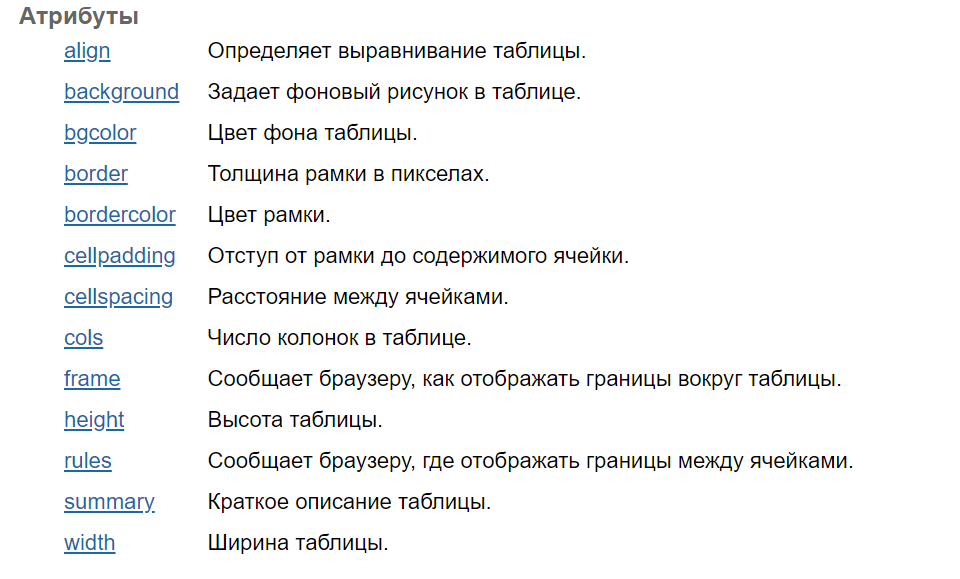 Атрибуты
align Определяет выравнивание таблицы.
background Задает фоновый рисунок в таблице.
bgcolor Цвет фона таблицы.
border Толщина рамки в пикселах.
bordercolor Цвет рамки.
cellpadding Отступ от рамки до содержимого ячейки.
cellspacing Расстояние между ячейками.
cols Число колонок в таблице.
frame Сообщает браузеру, как отображать границы вокруг таблицы.
height Высота таблицы.
rules Сообщает браузеру, где отображать границы между ячейками.
summary Краткое описание таблицы.
width Ширина таблицы.